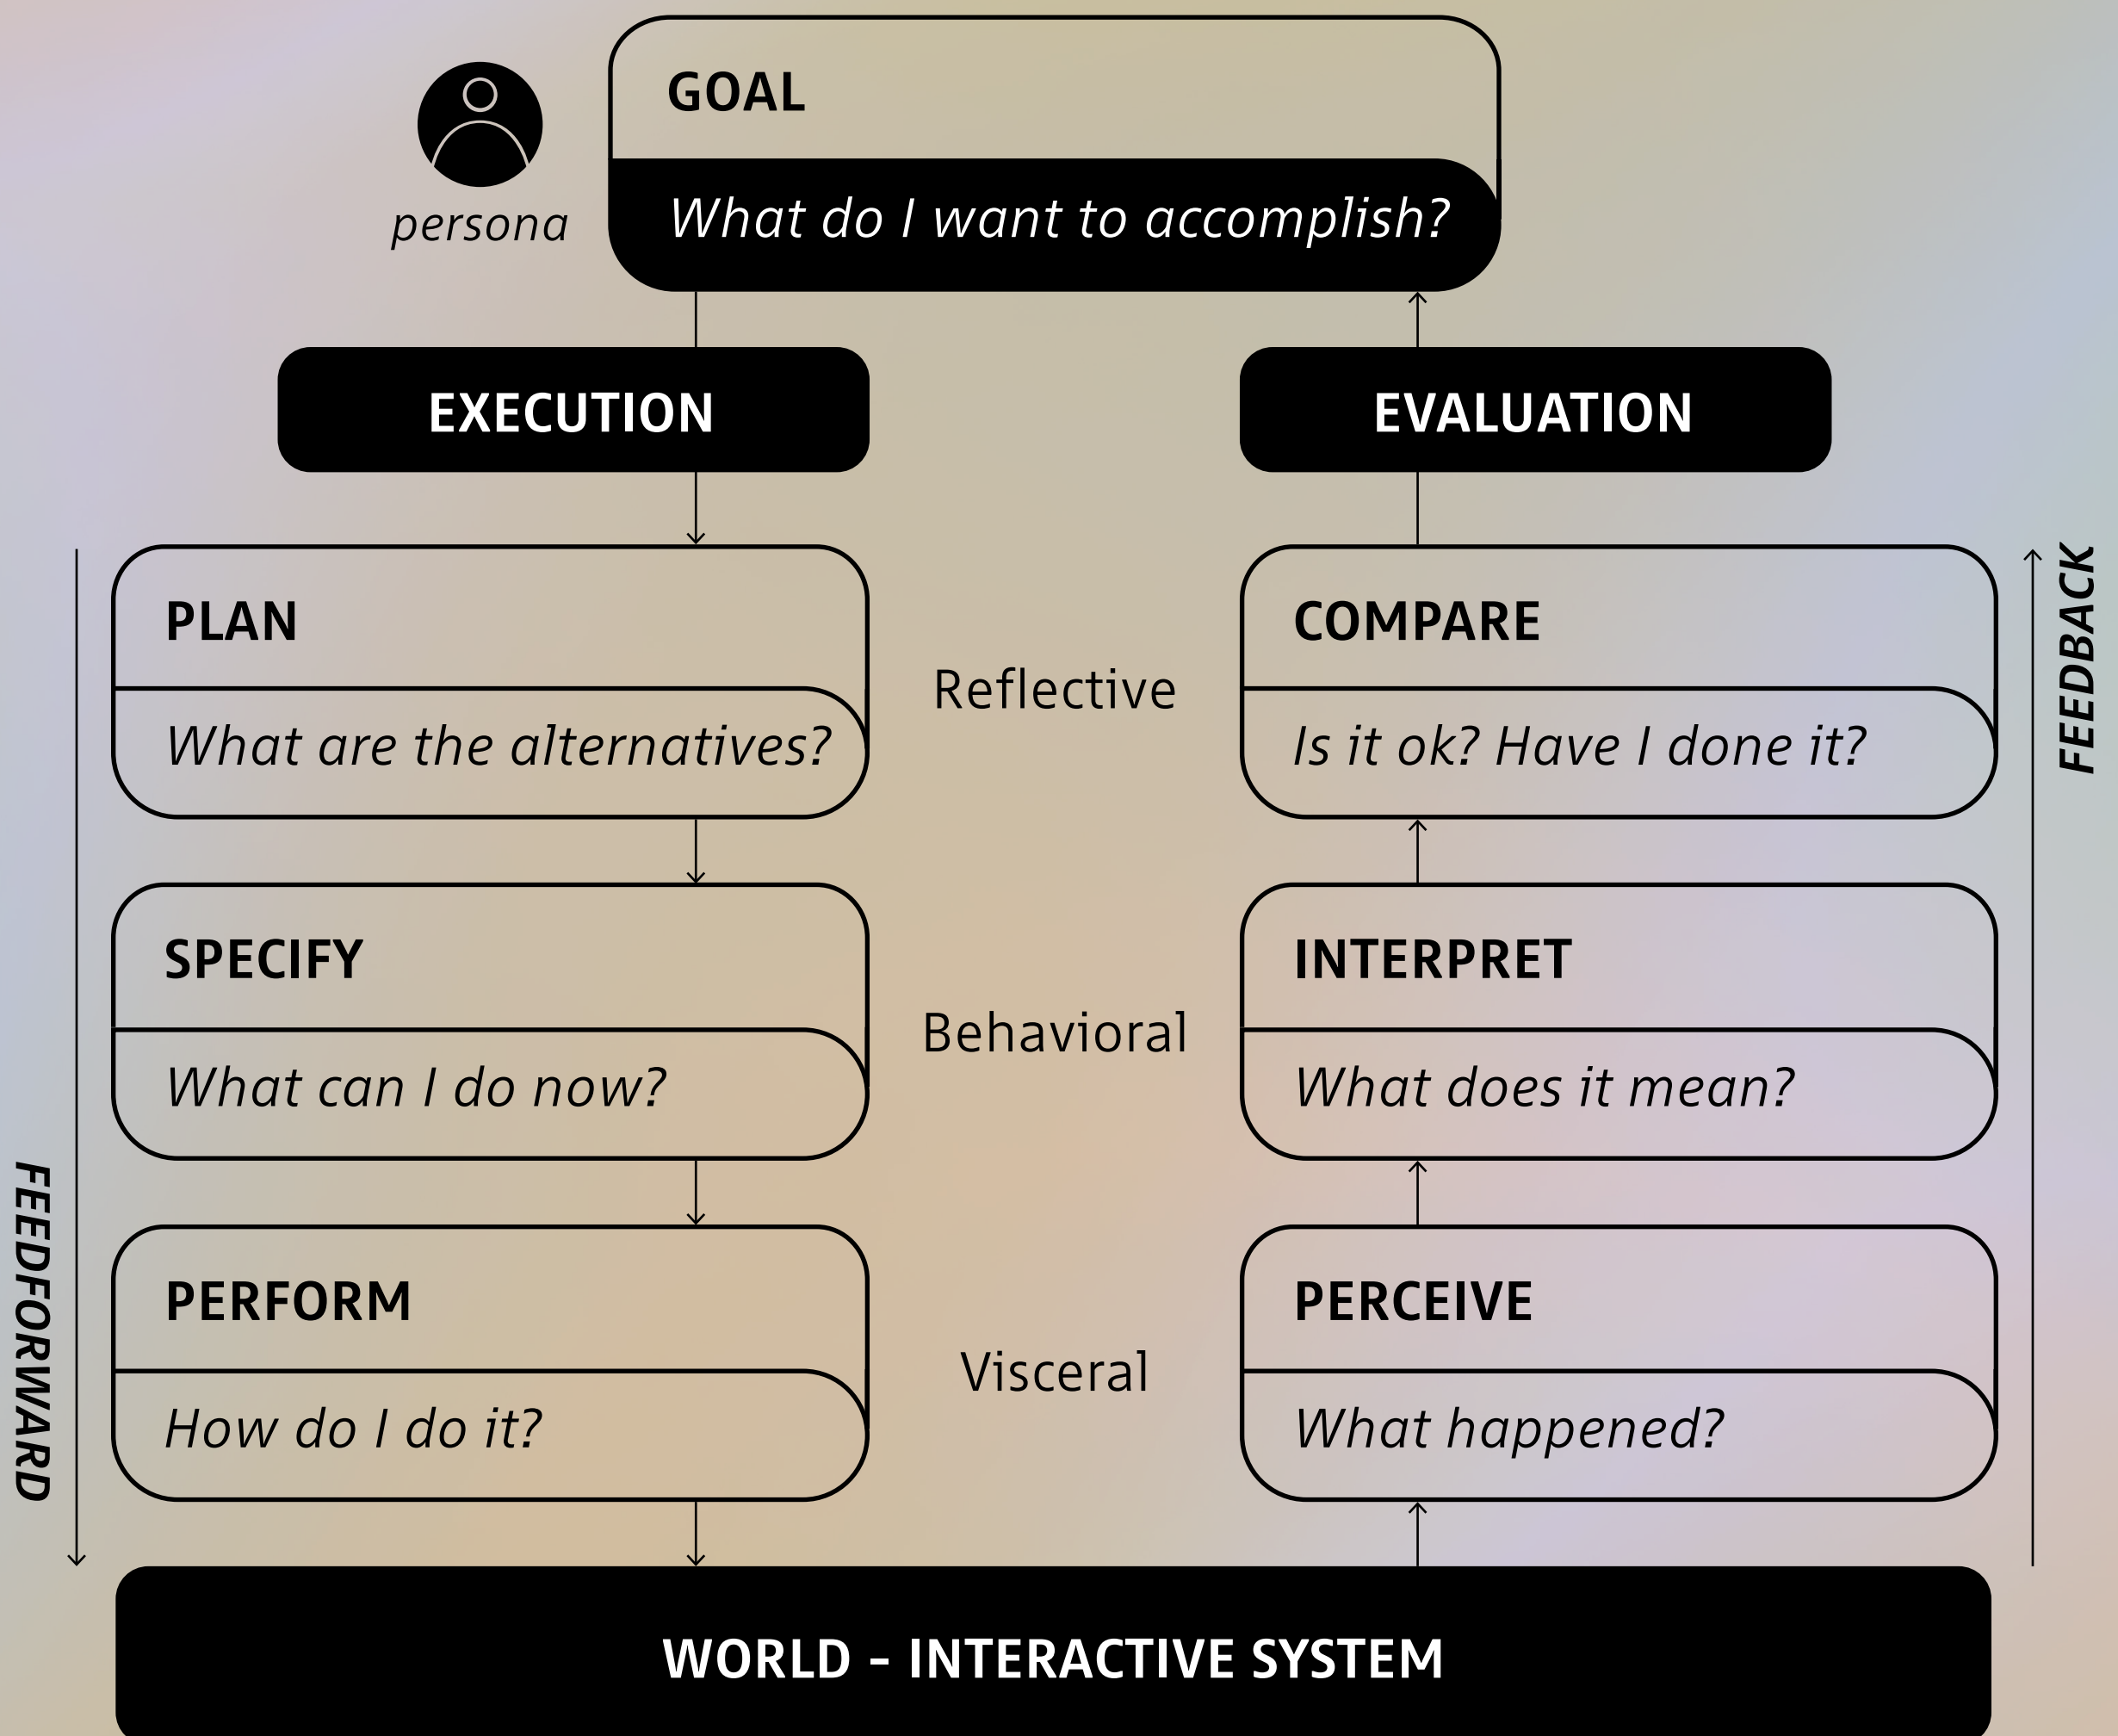 GOAL
persona
What do I want to accomplish?
EXECUTION
EVALUATION
PLAN
What are the alternatives?
Reflective
COMPARE
Is it ok? Have I done it?
FEEDBACK
SPECIFY
What can I do now?
Behavioral
INTERPRET
What does it mean?
FEEDFORWARD
PERFORM
How do I do it?
Visceral
PERCEIVE
What happened?
WORLD - INTERACTIVE SYSTEM